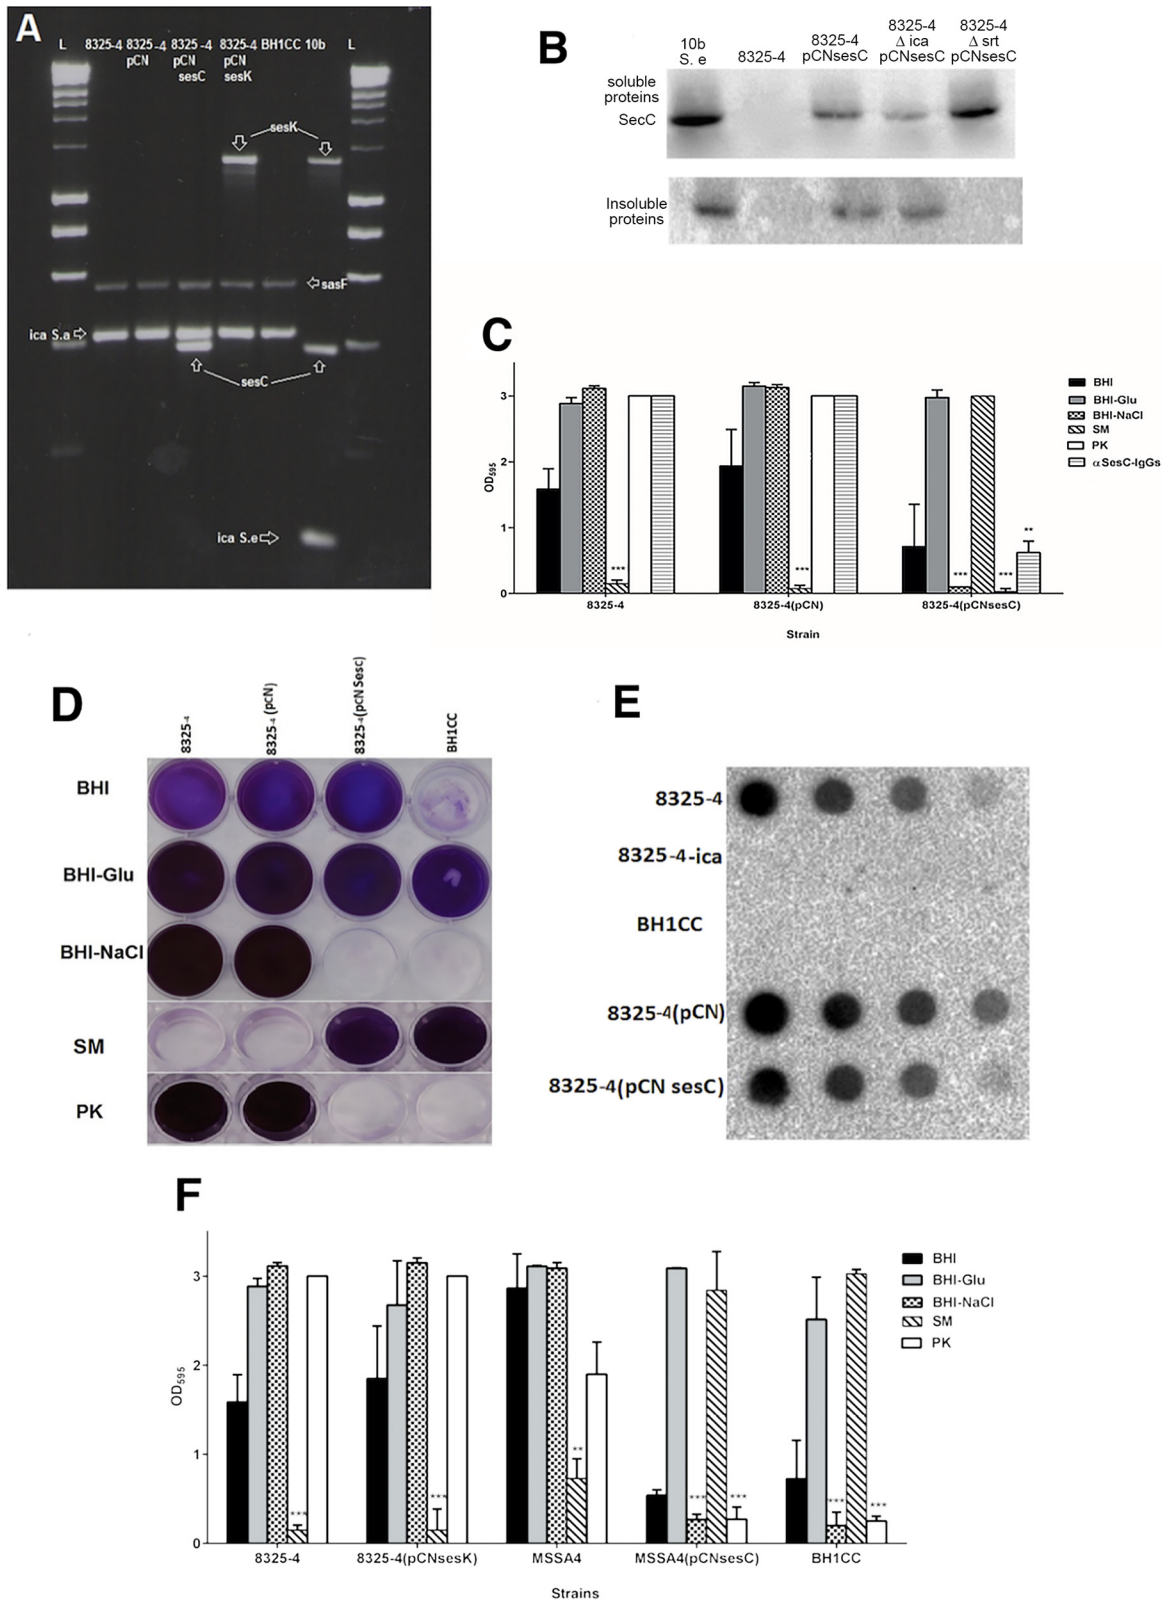 A
L 8325-4 8325-4 8325-4 8325-4 BH1CC 10b L
pCN pCN pCN
sesC sesK
sesK
sasF
ica S.a
sesC
ica S.e
B
10b
S. e
8325-4
8325-4
pCNsesC
8325-4
Δ ica
pCNsesC
8325-4
Δ srt
pCNsesC
soluble
proteins
SecC
Insoluble
proteins
C
OD595
3
2
1
0
***
***
***
***
**
8325-4
8325-4(pCN)
8325-4(pCNsesC)
Strain
BHI
BHI-Glu
BHI-NaCl
SM
PK
αSesC-IgGs
D
8325-4
8325-4 (pcN)
8325-4(pcN Sesc)
BH1CC
BHI
BHI-Glu
BHI-NaCl
SM
PK
E
8325-4
8325-4-ica
BH1CC
8325-4(pCN)
8325-4(pCN sesC)
F
OD595
3
2
1
0
***
***
**
***
***
***
***
8325-4
8325-4(pCNsesK)
MSSA4
MSSA4(pCNsesC)
BH1CC
Strains
BHI
BHI-Glu
BHI-NaCl
SM
PK